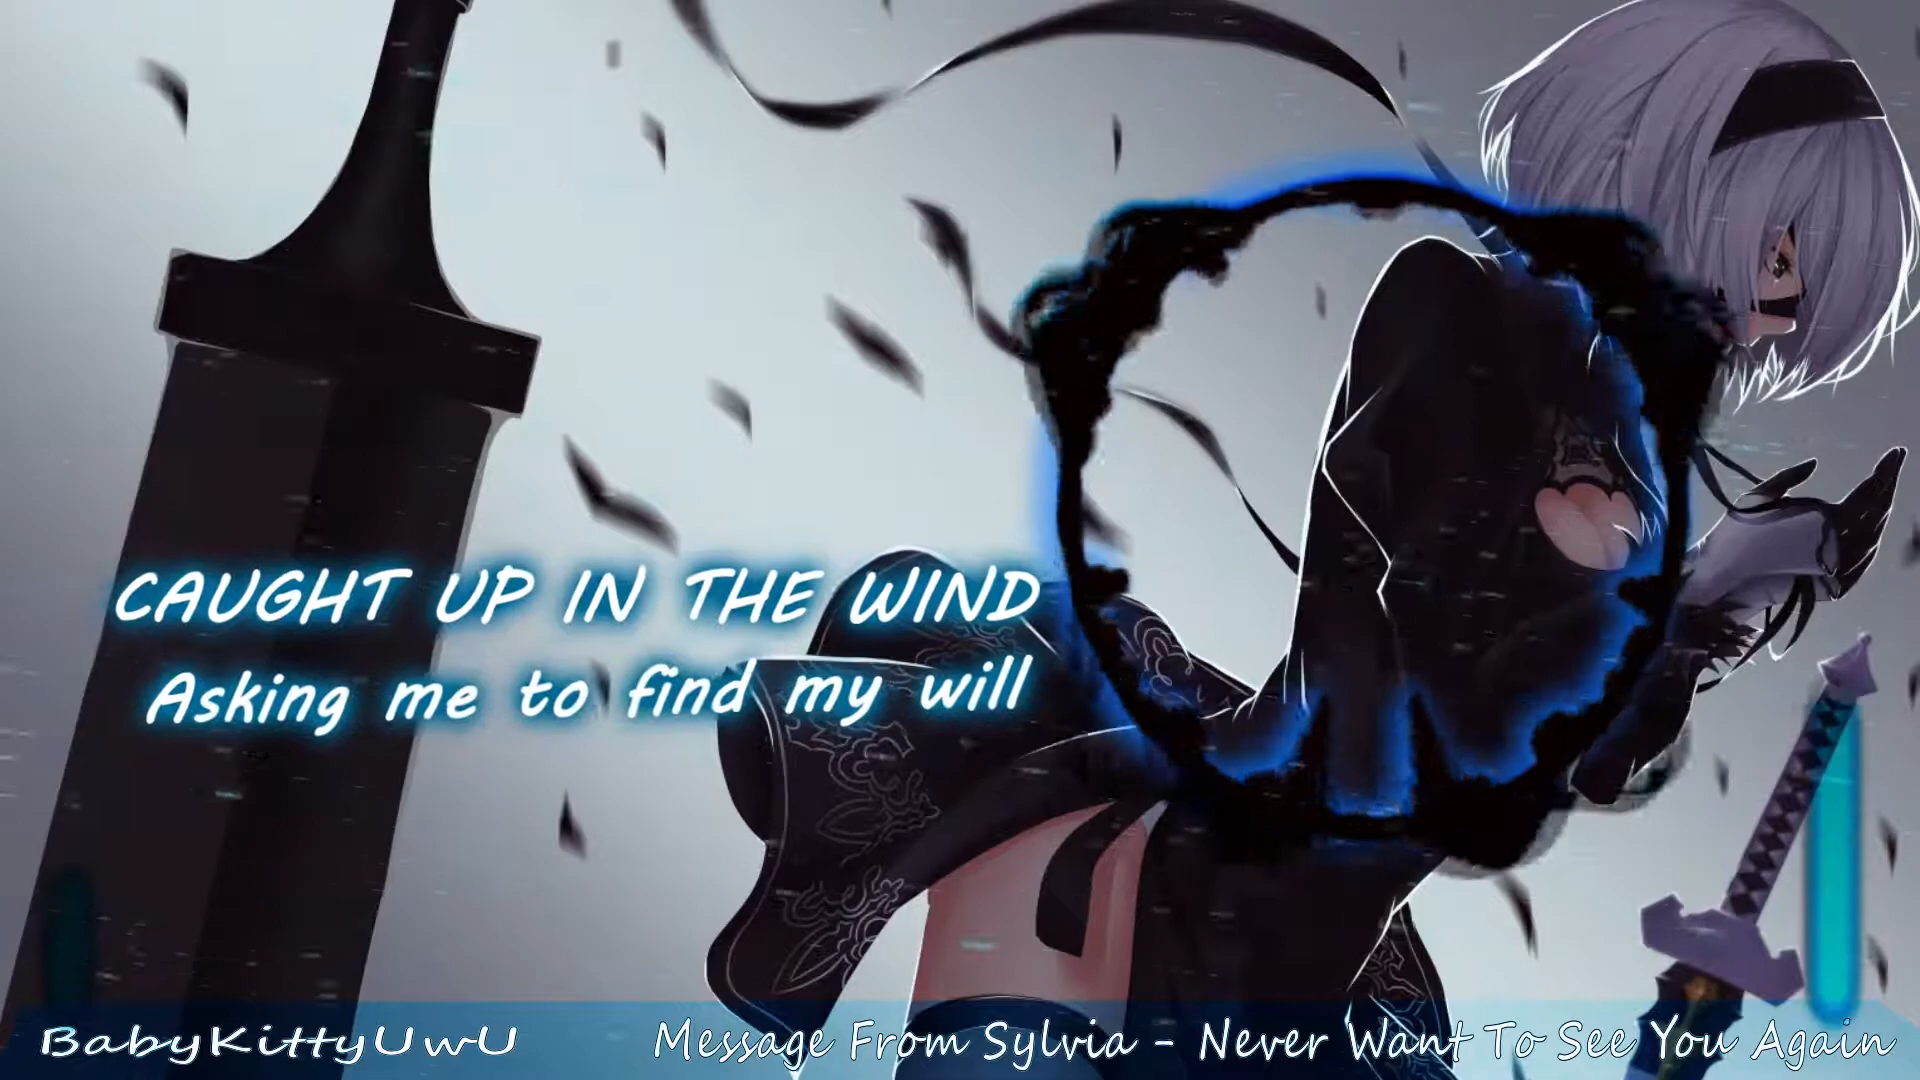 CAUGHT UP IN THE WIND
Asking me to find my will
BabyKittyUwU
Message From Sylvia - Never Want To See You Again